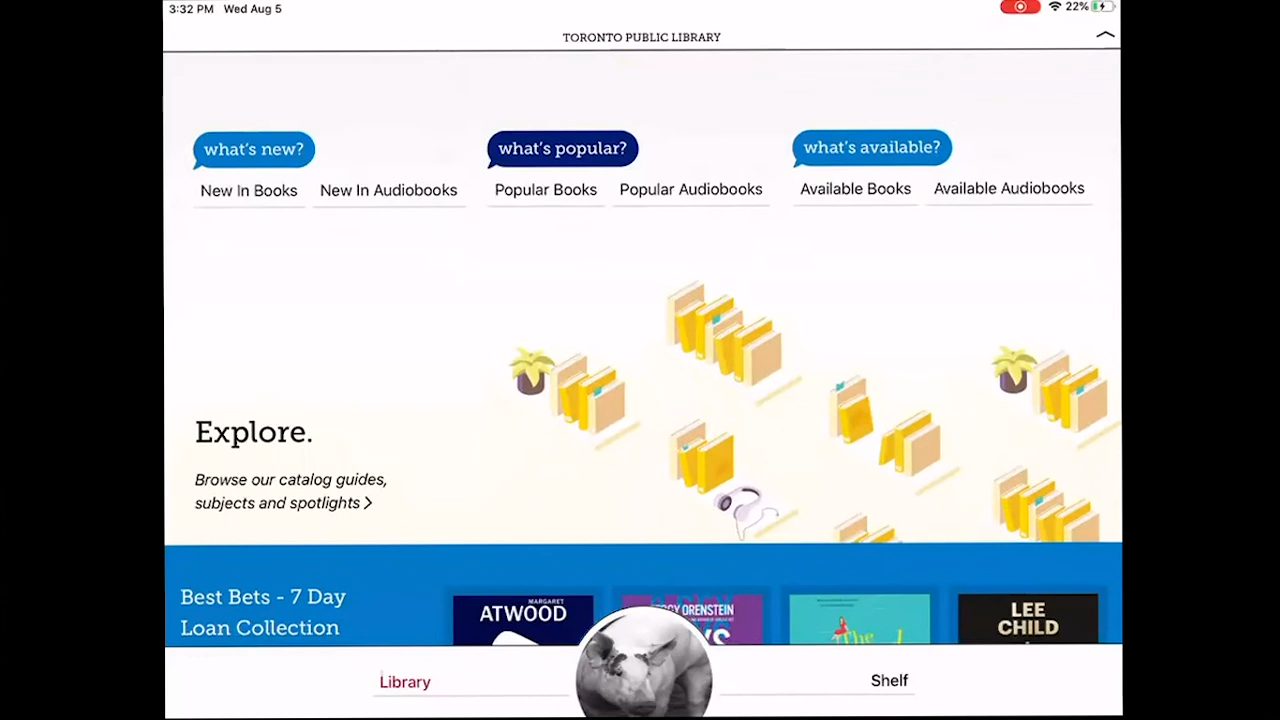 3:32 PM Wed Aug 5
22%
TORONTO PUBLIC LIBRARY
what's new?
what's popular?
what's available?
New In Books
New In Audiobooks
Popular Books
Popular Audiobooks
Available Books
Available Audiobooks
Explore.
Browse our catalog guides,
subjects and spotlights >
Best Bets - 7 Day
Loan Collection
MARGARET
ATWOOD
ORENSTEIN
The
LEE
CHILD
Library
Shelf